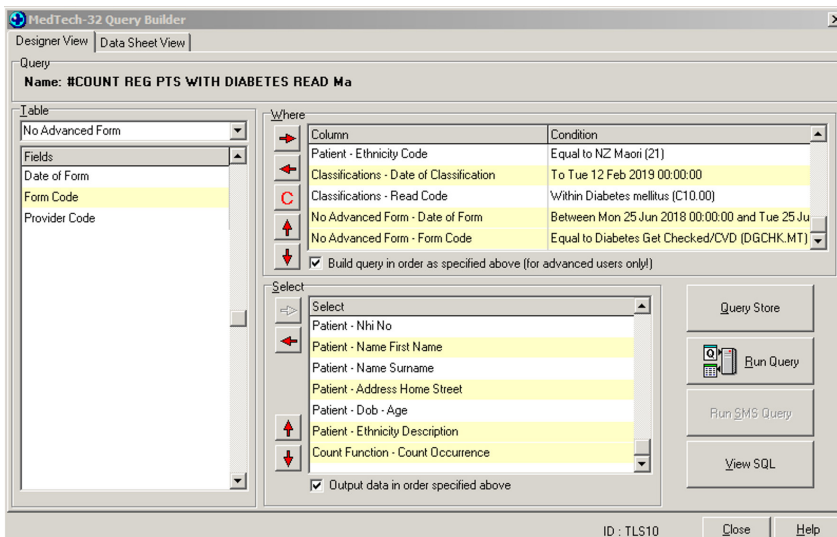 MedTech-32 Query Builder
Designer View Data Sheet View
Query
Name: #COUNT REG PTS WITH DIABETES READ Ma
Table
No Advanced Form
Fields
Date of Form
Form Code
Provider Code
Where
Column Condition
Patient - Ethnicity Code Equal to NZ Maori (21)
Classifications - Date of Classification To Tue 12 Feb 2019 00:00:00
Classifications - Read Code Within Diabetes mellitus (C10.00)
No Advanced Form - Date of Form Between Mon 25 Jun 2018 00:00:00 and Tue 25 Ju
No Advanced Form - Form Code Equal to Diabetes Get Checked/CVD (DGCHK.MT)
C
Build query in order as specified above (for advanced users only!)
Select
Select
Patient - Nhi No
Patient - Name First Name
Patient - Name Surname
Patient - Address Home Street
Patient - Dob - Age
Patient - Ethnicity Description
Count Function - Count Occurrence
Output data in order specified above
Query Store
Q
Run Query
Run SMS Query
View SQL
ID : TLS10 Close Help